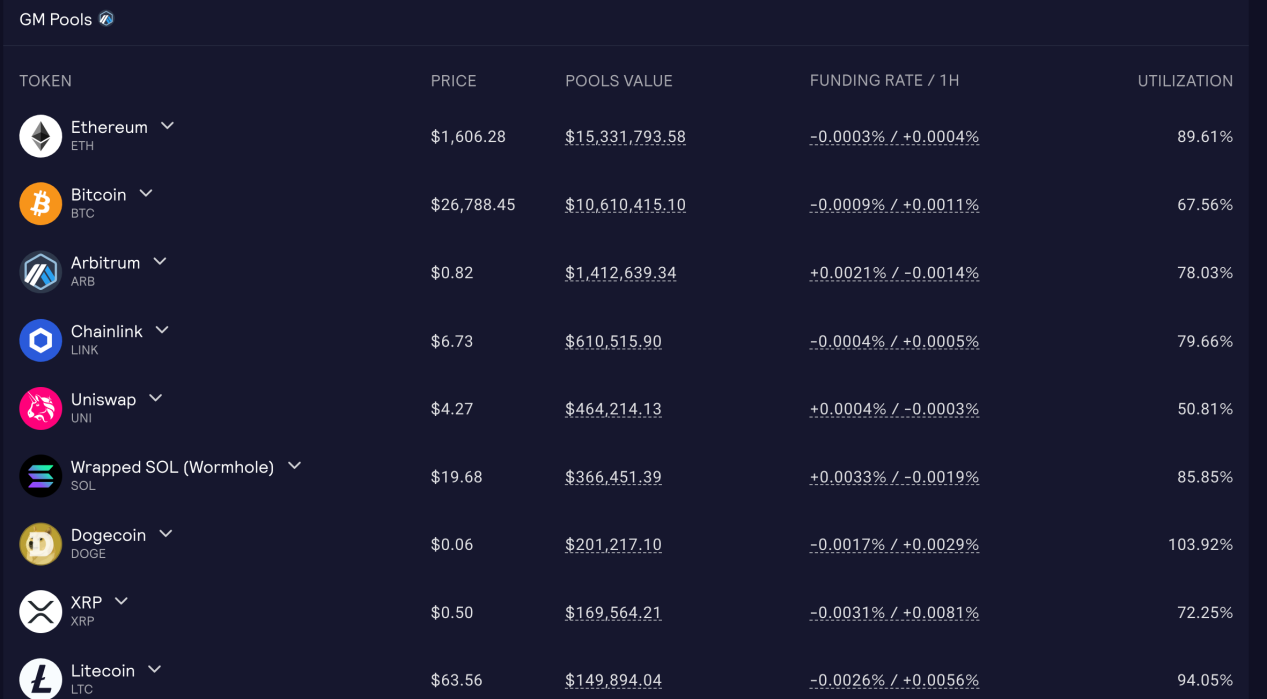 GM Pools
TOKEN PRICE POOLS VALUE FUNDING RATE / 1H UTILIZATION
Ethereum
ETH
$1,606.28 $15,331,793.58 -0.0003% / +0.0004% 89.61%
Bitcoin
BTC
$26,788.45 $10,610,415.10 -0.0009% / +0.0011% 67.56%
Arbitrum
ARB
$0.82 $1,412,639.34 +0.0021% / -0.0014% 78.03%
Chainlink
LINK
$6.73 $610,515.90 -0.0004% / +0.0005% 79.66%
Uniswap
UNI
$4.27 $464,214.13 +0.0004% / -0.0003% 50.81%
Wrapped SOL (Wormhole)
SOL
$19.68 $366,451.39 +0.0033% / -0.0019% 85.85%
Dogecoin
DOGE
$0.06 $201,217.10 -0.0017% / +0.0029% 103.92%
XRP
XRP
$0.50 $169,564.21 -0.0031% / +0.0081% 72.25%
Litecoin
LTC
$63.56 $149,894.04 -0.0026% / +0.0056% 94.05%